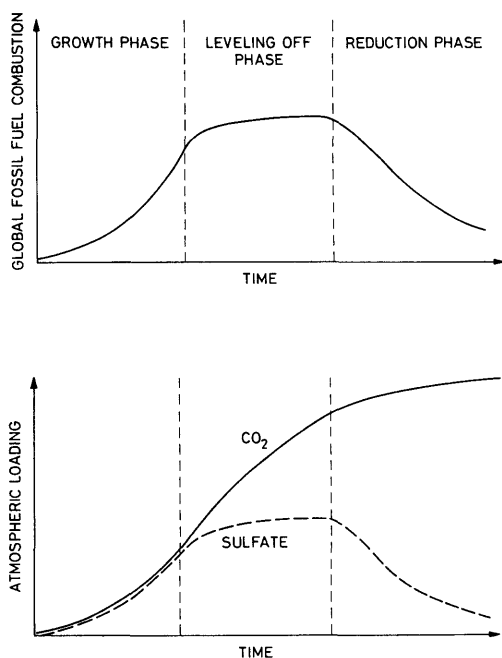 GLOBAL FOSSIL FUEL COMBUSTION
GROWTH PHASE
LEVELING OFF
PHASE
REDUCTION PHASE
TIME
ATMOSPHERIC LOADING
CO₂
SULFATE
TIME